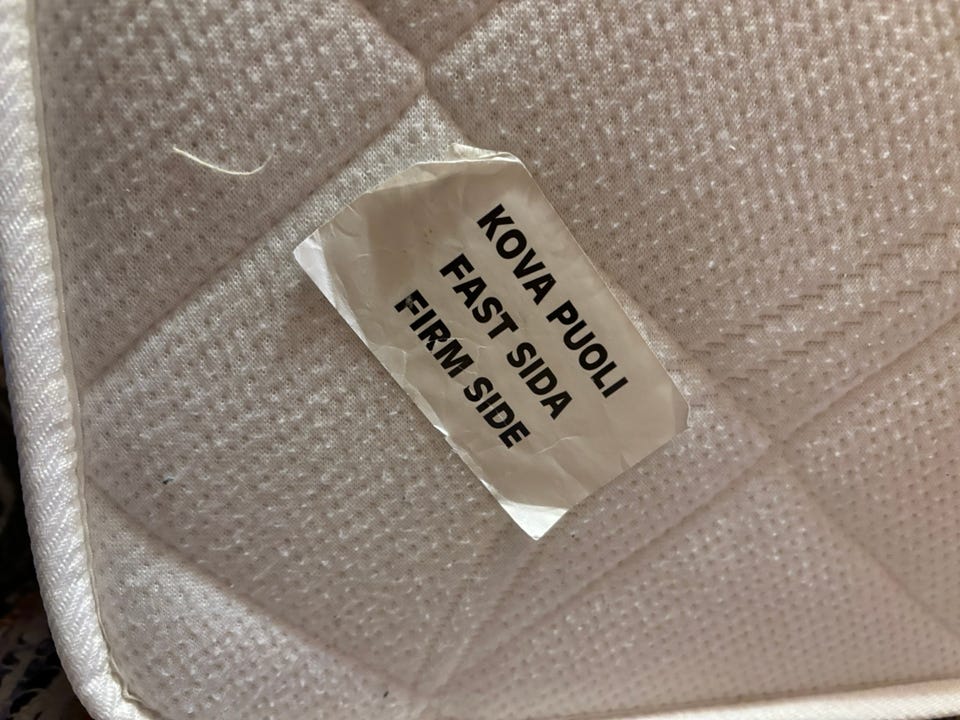 KOVA PUOLI
FAST SIDA
FIRM SIDE